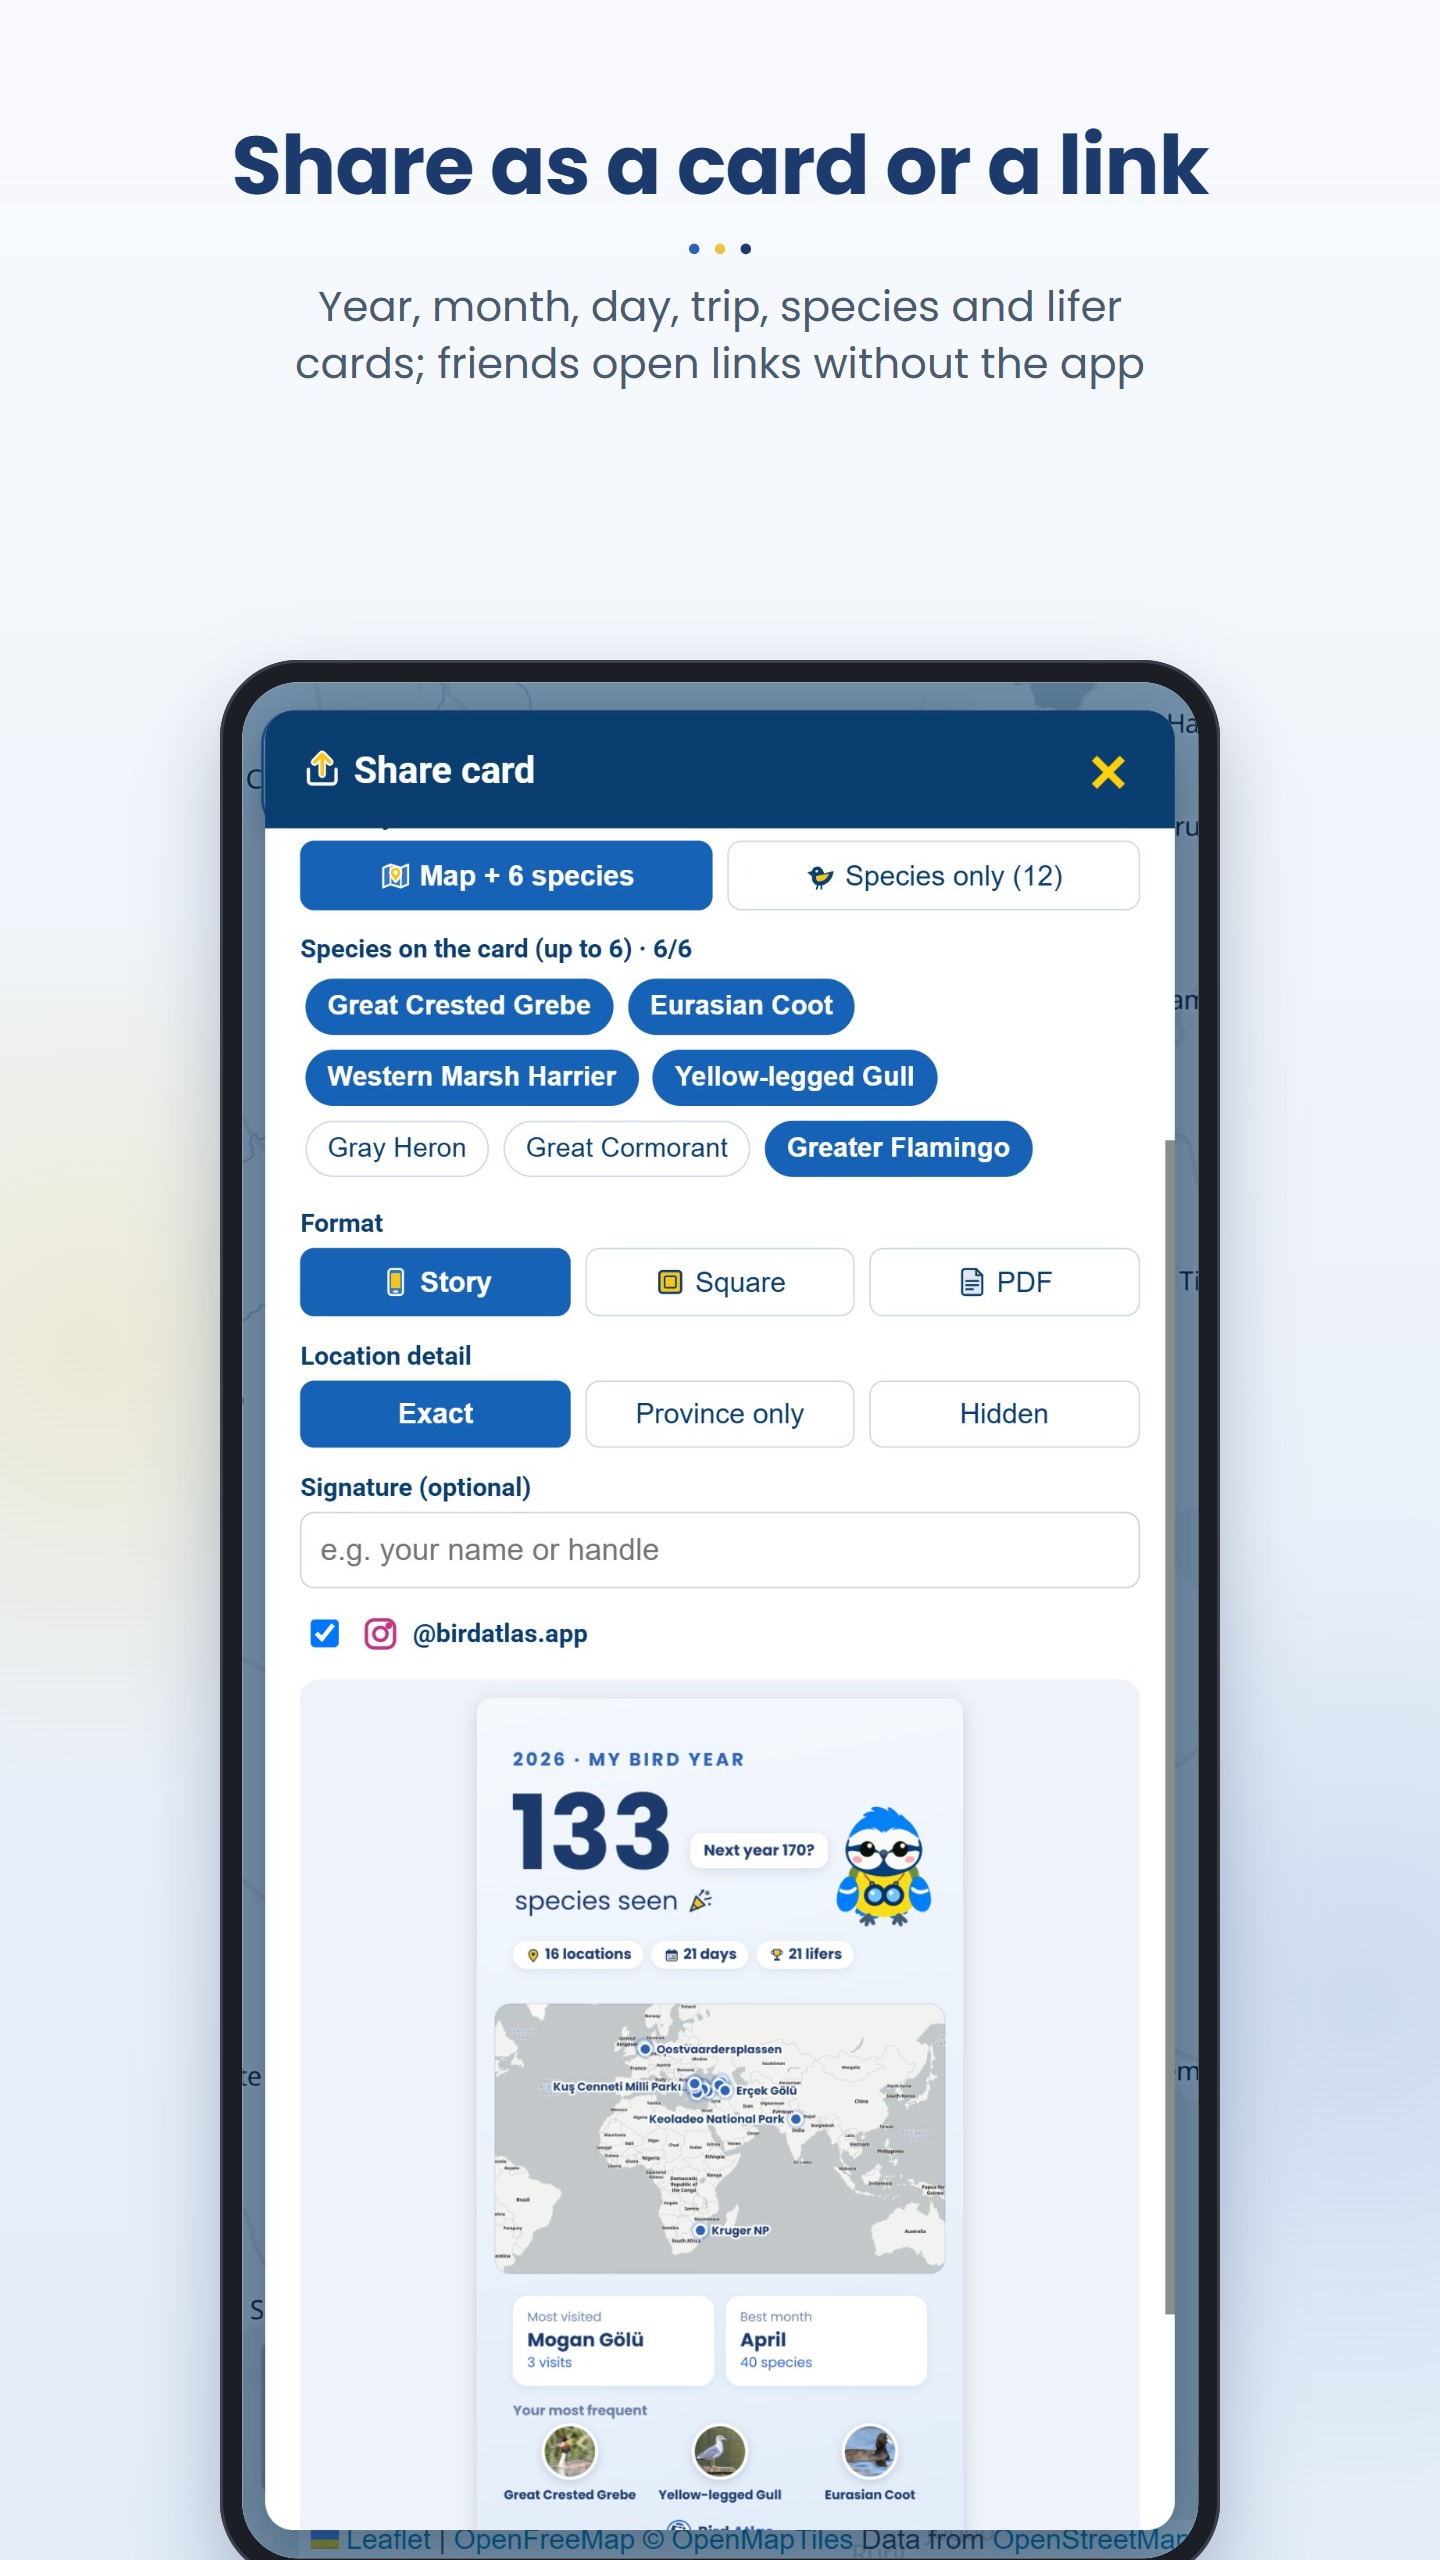 Share as a card or a link
Year, month, day, trip, species and lifer
cards; friends open links without the app
Share card
Map + 6 species
Species only (12)
Species on the card (up to 6) · 6/6
Great Crested Grebe
Eurasian Coot
Western Marsh Harrier
Yellow-legged Gull
Gray Heron
Great Cormorant
Greater Flamingo
Format
Story
Square
PDF
Location detail
Exact
Province only
Hidden
Signature (optional)
e.g. your name or handle
@birdatlas.app
2026 · MY BIRD YEAR
133
Next year 170?
species seen
16 locations
21 days
21 lifers
Oostvaardersplassen
Kuş Cenneti Milli Parkı
Erçek Gölü
Keoladeo National Park
Kruger NP
Most visited
Mogan Gölü
3 visits
Best month
April
40 species
Your most frequent
Great Crested Grebe
Yellow-legged Gull
Eurasian Coot
Leaflet | OpenFreeMap © OpenMapTiles Data from OpenStreetMap